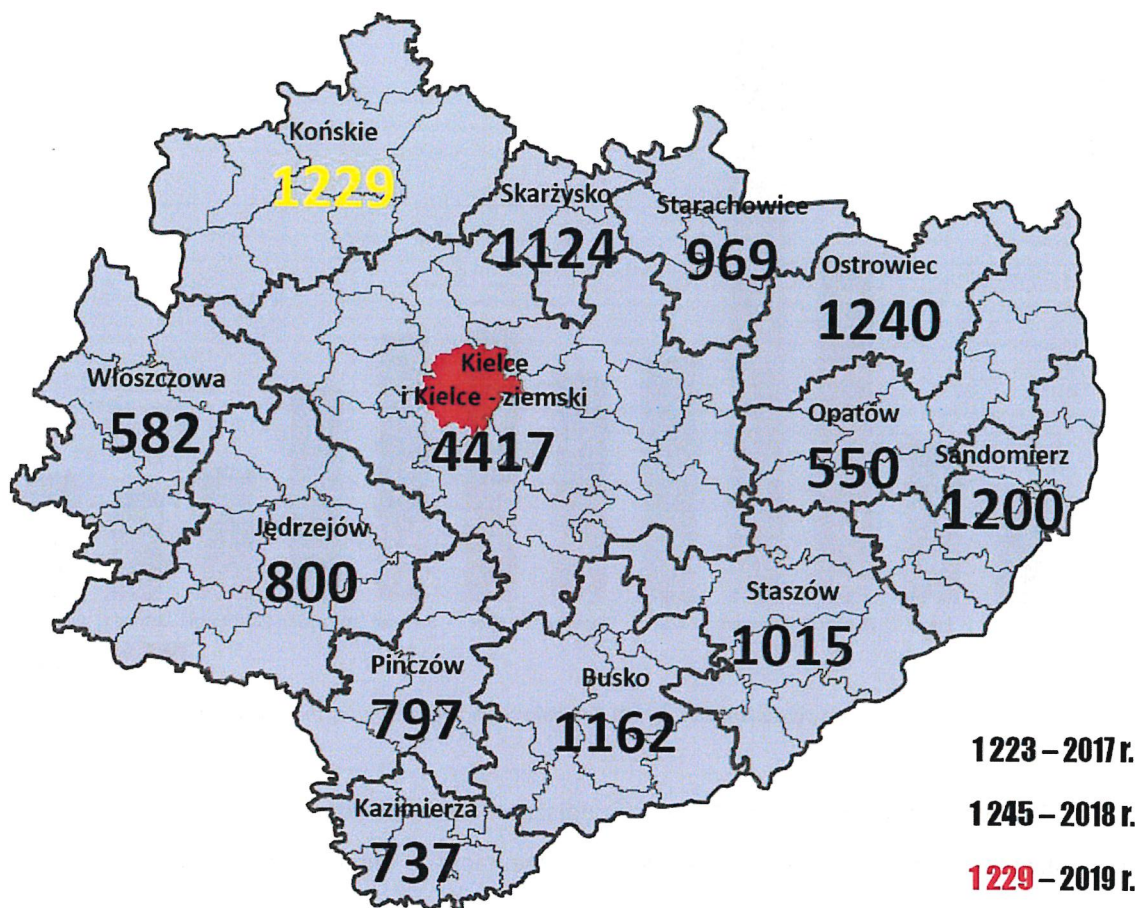 Końskie
1229
Skarżysko
1124
Starachowice
969
Ostrowiec
1240
Kielce
i Kielce - ziemski
4417
Włoszczowa
582
Opatów
550
Sandomierz
1200
Jędrzejów
800
Staszów
1015
Pińczów
797
Busko
1162
Kazimierza
737
1 223 – 2017 r.
1 245 – 2018 r.
1 229 – 2019 r.